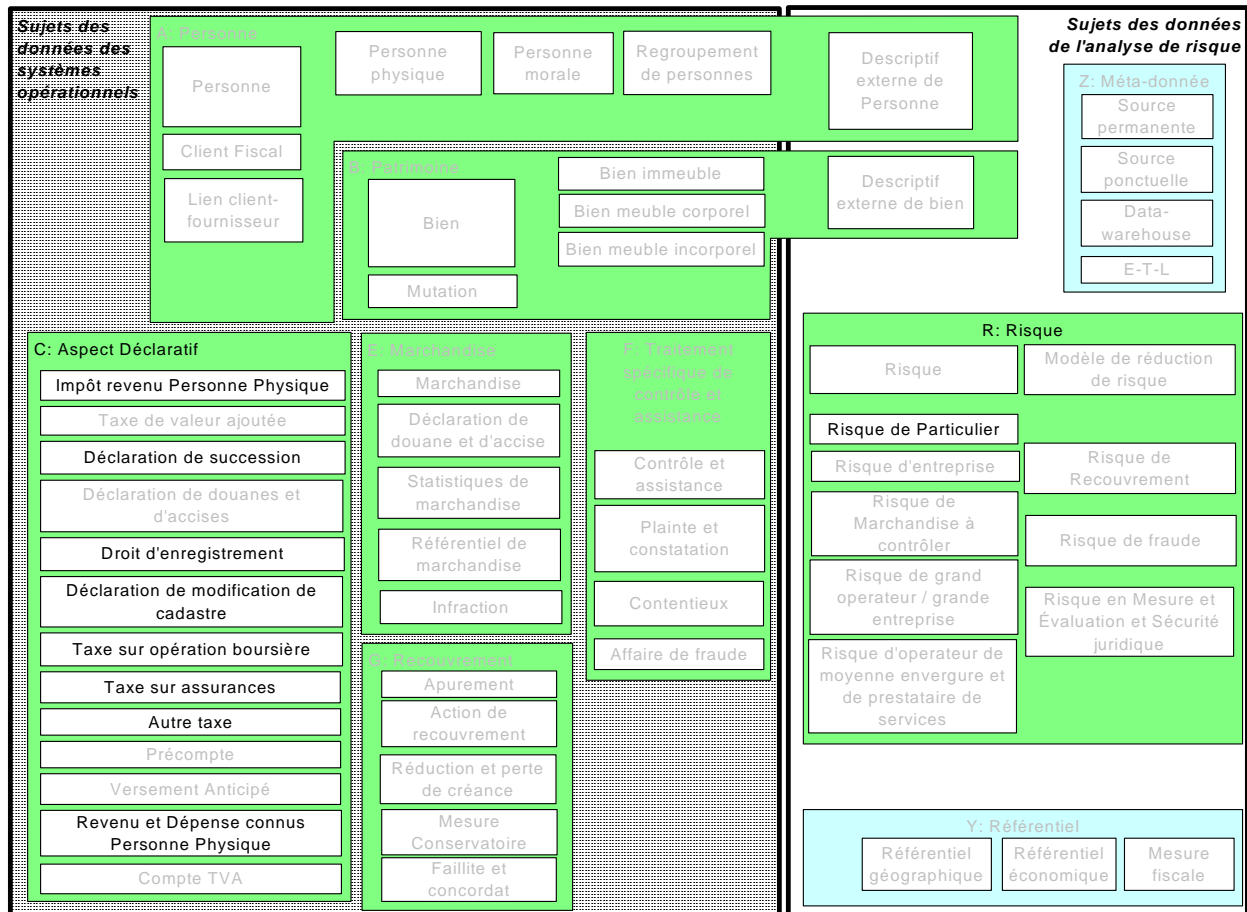 Sujets des
données des
systèmes
opérationnels
A: Personne
Personne
Personne
physique
Personne
morale
Regroupement
de personnes
Descriptif
externe de
Personne
Client Fiscal
Lien client-
fournisseur
B: Patrimoine
Bien
Bien immeuble
Bien meuble corporel
Bien meuble incorporel
Descriptif
externe de bien
Mutation
C: Aspect Déclaratif
Impôt revenu Personne Physique
Taxe de valeur ajoutée
Déclaration de succession
Déclaration de douanes et
d'accises
Droit d'enregistrement
Déclaration de modification de
cadastre
Taxe sur opération boursière
Taxe sur assurances
Autre taxe
Précompte
Versement Anticipé
Revenu et Dépense connus
Personne Physique
Compte TVA
E: Marchandise
Marchandise
Déclaration de
douane et d'accise
Statistiques de
marchandise
Référentiel de
marchandise
Infraction
G: Recouvrement
Apurement
Action de
recouvrement
Réduction et perte
de créance
Mesure
Conservatoire
Faillite et
concordat
F: Traitement
spécifique de
contrôle et
assistance
Contrôle et
assistance
Plainte et
constatation
Contentieux
Affaire de fraude
Sujets des données
de l'analyse de risque
Z: Méta-donnée
Source
permanente
Source
ponctuelle
Data-
warehouse
E-T-L
R: Risque
Risque
Modèle de réduction
de risque
Risque de Particulier
Risque d'entreprise
Risque de
Recouvrement
Risque de
Marchandise à
contrôler
Risque de fraude
Risque de grand
operateur / grande
entreprise
Risque en Mesure et
Évaluation et Sécurité
juridique
Risque d'operateur de
moyenne envergure et
de prestataire de
services
Y: Référentiel
Référentiel
géographique
Référentiel
économique
Mesure
fiscale